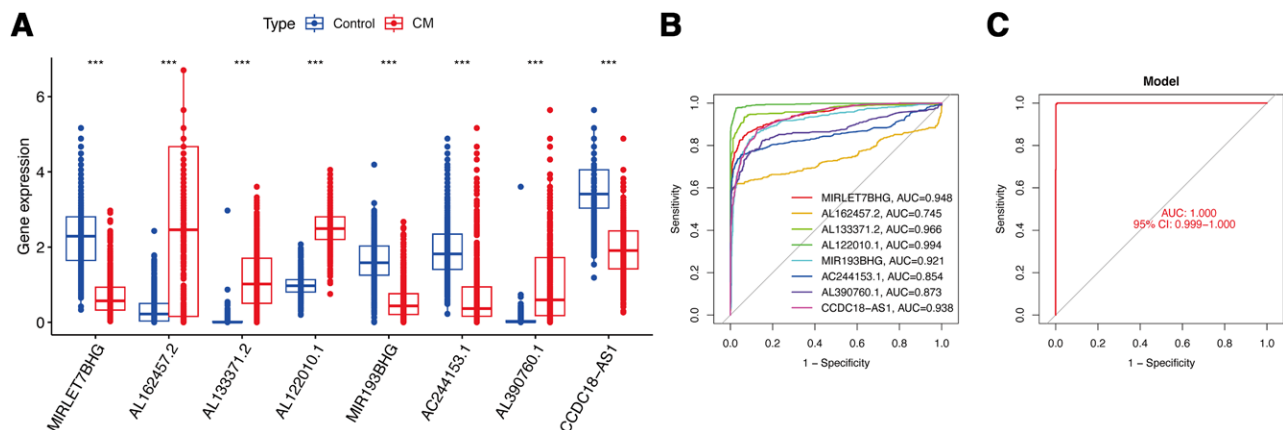 A
Type Control CM
*** *** *** *** *** *** *** ***
Gene expression
6
4
2
0
MIRLET7BHG
AL162457.2
AL133371.2
AL122010.1
MIR193BHG
AC244153.1
AL390760.1
CCDC18−AS1
B
Sensitivity
1.0
0.8
0.6
0.4
0.2
0.0
MIRLET7BHG, AUC=0.948
AL162457.2, AUC=0.745
AL133371.2, AUC=0.966
AL122010.1, AUC=0.994
MIR193BHG, AUC=0.921
AC244153.1, AUC=0.854
AL390760.1, AUC=0.873
CCDC18−AS1, AUC=0.938
0.0 0.2 0.4 0.6 0.8 1.0
1 − Specificity
C
Model
Sensitivity
1.0
0.8
0.6
0.4
0.2
0.0
AUC: 1.000
95% CI: 0.999−1.000
0.0 0.2 0.4 0.6 0.8 1.0
1 − Specificity